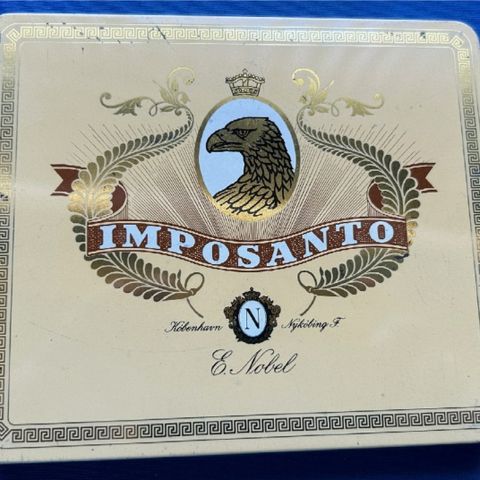 IMPOSANTO
København N Nykøbing F.
E. Nobel